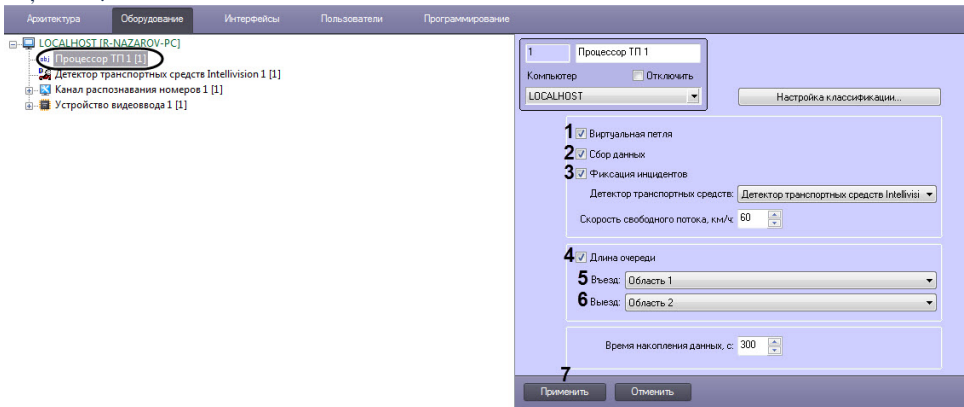 Архитектура Оборудование Интерфейсы Пользователи Программирование
LOCALHOST [R-NAZAROV-PC]
obj Процессор ТП 1 [1]
Детектор транспортных средств Intellivision 1 [1]
Канал распознавания номеров 1 [1]
Устройство видеоввода 1 [1]
1 Процессор ТП 1
Компьютер Отключить
LOCALHOST
Настройка классификации...
1 Виртуальная петля
2 Сбор данных
3 Фиксация инцидентов
Детектор транспортных средств: Детектор транспортных средств Intellivisi
Скорость свободного потока, км/ч: 60
4 Длина очереди
5 Въезд: Область 1
6 Выезд: Область 2
Время накопления данных, с: 300
7
Применить Отменить